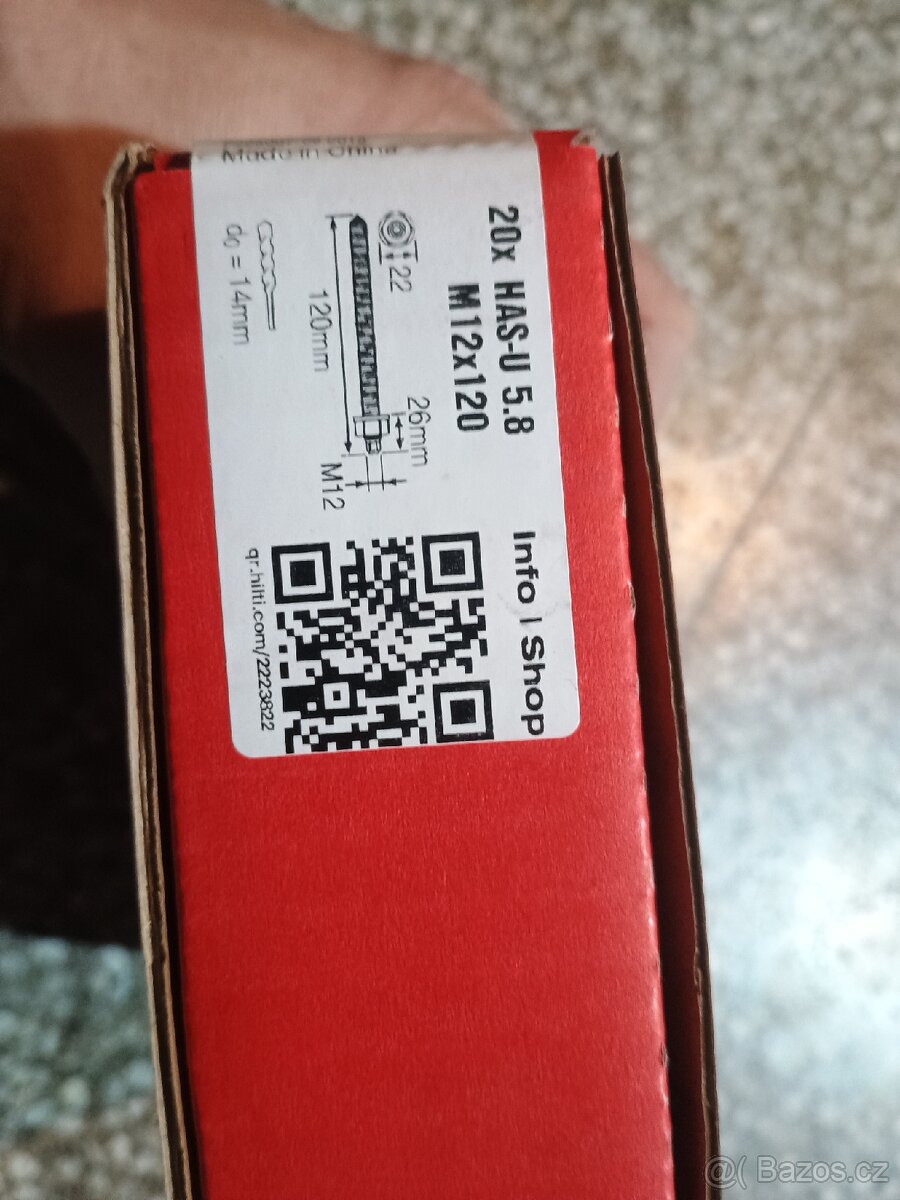 20x HAS-U 5.8
M12x120
22
26mm
120mm
M12
d₀ = 14mm
Made in China
Info | Shop
qr.hilti.com/2223822
@( Bazos.cz